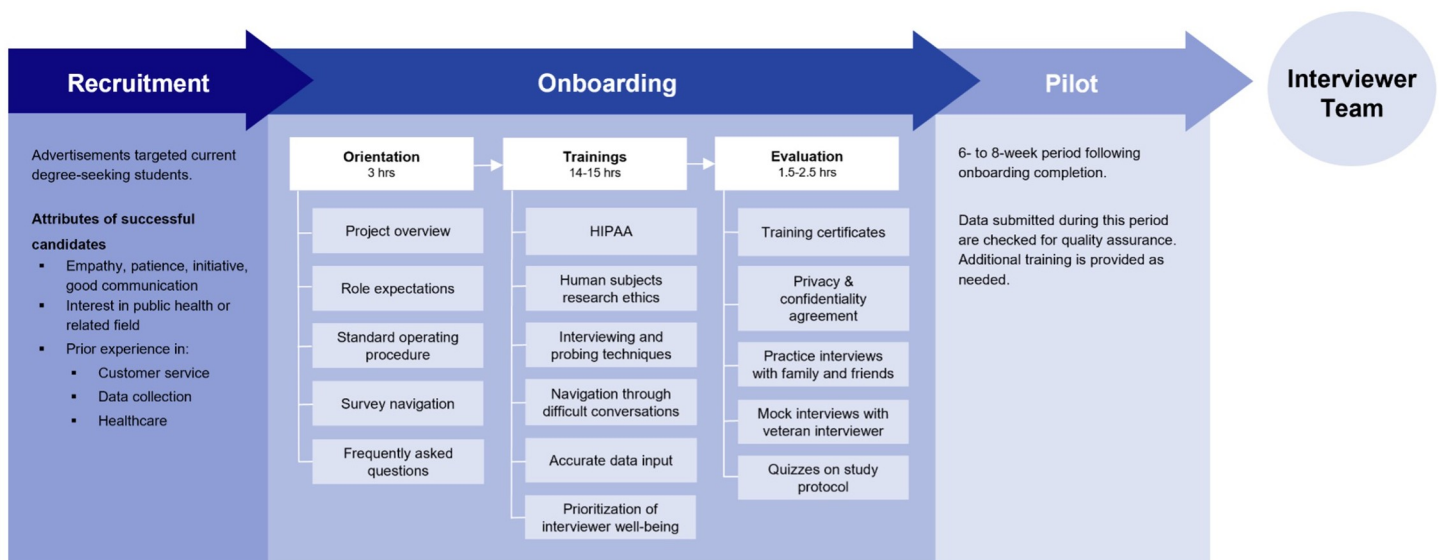 Recruitment
Onboarding
Pilot
Interviewer
Team
Advertisements targeted current
degree-seeking students.
Attributes of successful
candidates
▪ Empathy, patience, initiative,
good communication
▪ Interest in public health or
related field
▪ Prior experience in:
▪ Customer service
▪ Data collection
▪ Healthcare
Orientation
3 hrs
Project overview
Role expectations
Standard operating
procedure
Survey navigation
Frequently asked
questions
Trainings
14-15 hrs
HIPAA
Human subjects
research ethics
Interviewing and
probing techniques
Navigation through
difficult conversations
Accurate data input
Prioritization of
interviewer well-being
Evaluation
1.5-2.5 hrs
Training certificates
Privacy &
confidentiality
agreement
Practice interviews
with family and friends
Mock interviews with
veteran interviewer
Quizzes on study
protocol
6- to 8-week period following
onboarding completion.
Data submitted during this period
are checked for quality assurance.
Additional training is provided as
needed.